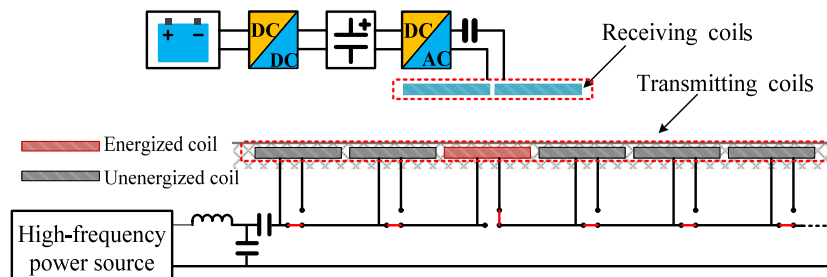 DC
DC
DC
AC
Receiving coils
Transmitting coils
Energized coil
Unenergized coil
High-frequency
power source